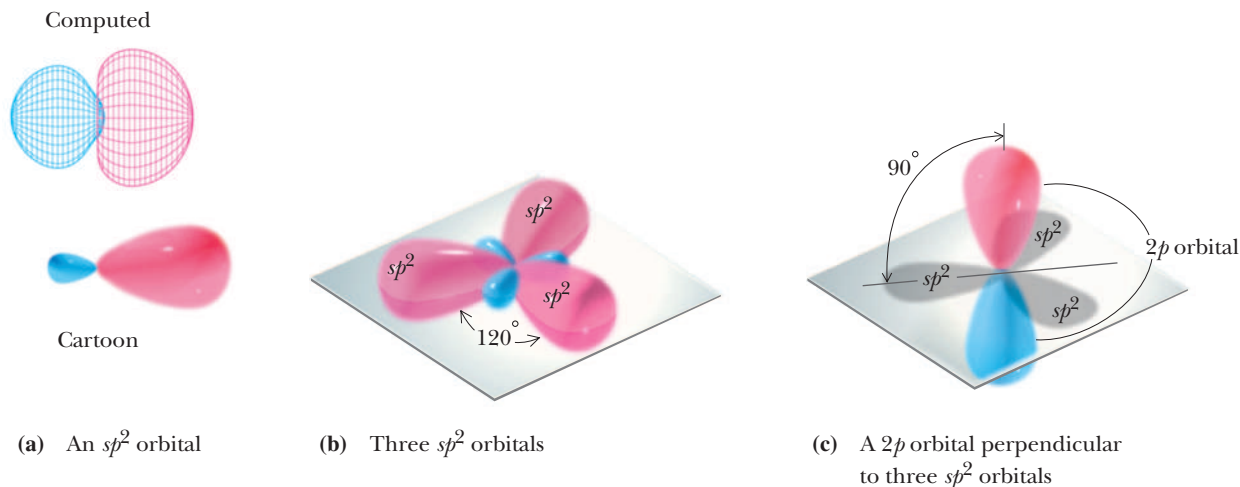 Computed
Cartoon
(a) An sp² orbital
sp²
sp²
sp²
120°
(b) Three sp² orbitals
90°
sp²
2p orbital
sp²
sp²
(c) A 2p orbital perpendicular
to three sp² orbitals